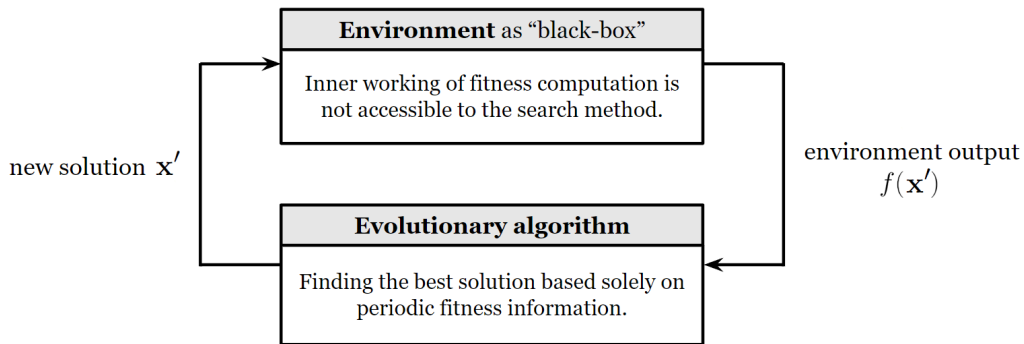 Environment as “black-box”
Inner working of fitness computation is
not accessible to the search method.
new solution x′
environment output
f(x′)
Evolutionary algorithm
Finding the best solution based solely on
periodic fitness information.